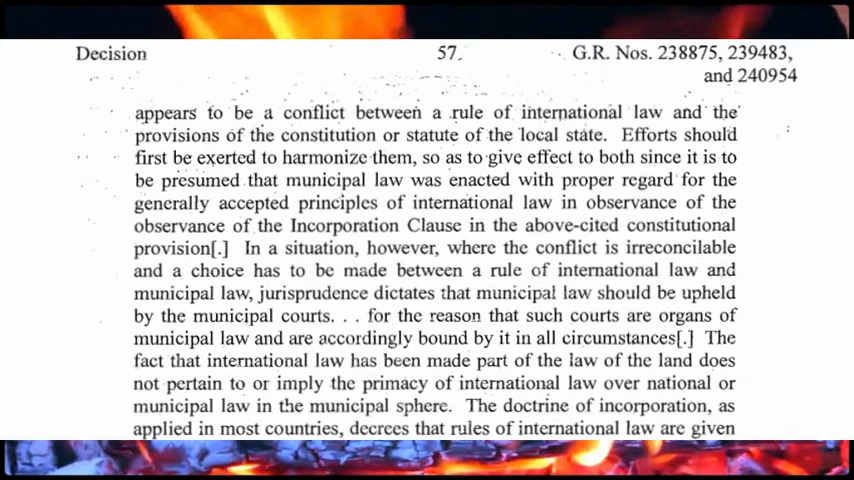 Decision 57 G.R. Nos. 238875, 239483,
and 240954
appears to be a conflict between a rule of international law and the
provisions of the constitution or statute of the local state. Efforts should
first be exerted to harmonize them, so as to give effect to both since it is to
be presumed that municipal law was enacted with proper regard for the
generally accepted principles of international law in observance of the
observance of the Incorporation Clause in the above-cited constitutional
provision[.] In a situation, however, where the conflict is irreconcilable
and a choice has to be made between a rule of international law and
municipal law, jurisprudence dictates that municipal law should be upheld
by the municipal courts. . . for the reason that such courts are organs of
municipal law and are accordingly bound by it in all circumstances[.] The
fact that international law has been made part of the law of the land does
not pertain to or imply the primacy of international law over national or
municipal law in the municipal sphere. The doctrine of incorporation, as
applied in most countries, decrees that rules of international law are given